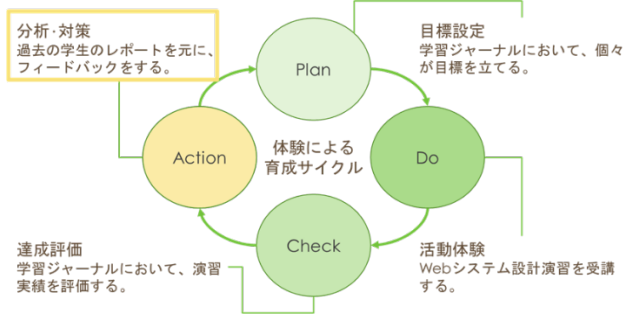 分析・対策
過去の学生のレポートを元に、
フィードバックをする。
Plan
目標設定
学習ジャーナルにおいて、個々
が目標を立てる。
Action
体験による
育成サイクル
Do
達成評価
学習ジャーナルにおいて、演習
実績を評価する。
Check
活動体験
Webシステム設計演習を受講
する。